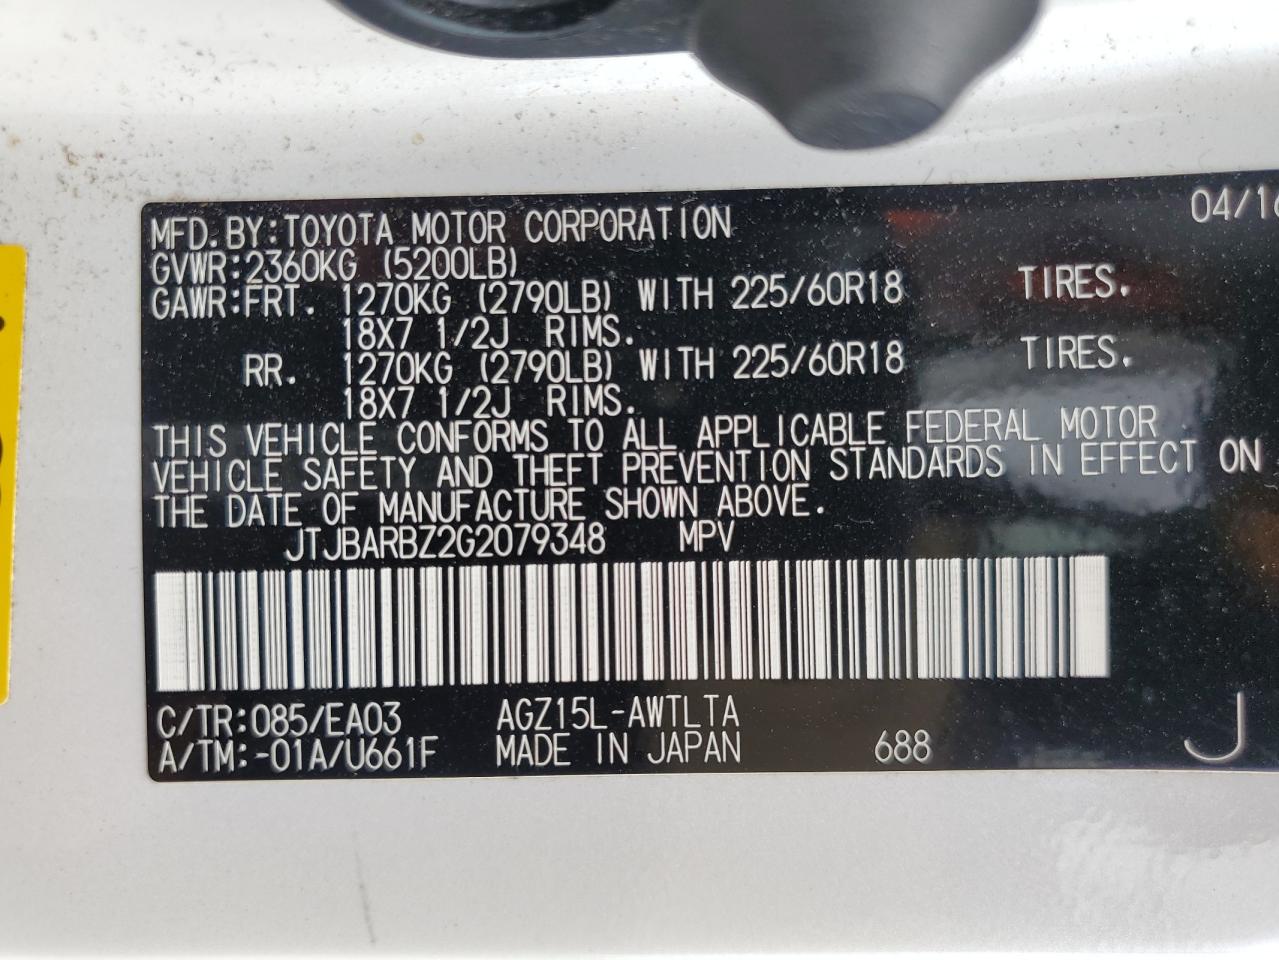 04/16
MFD.BY:TOYOTA MOTOR CORPORATION
GVWR:2360KG (5200LB)
GAWR:FRT. 1270KG (2790LB) WITH 225/60R18 TIRES.
18X7 1/2J RIMS.
RR. 1270KG (2790LB) WITH 225/60R18 TIRES.
18X7 1/2J RIMS.
THIS VEHICLE CONFORMS TO ALL APPLICABLE FEDERAL MOTOR
VEHICLE SAFETY AND THEFT PREVENTION STANDARDS IN EFFECT ON
THE DATE OF MANUFACTURE SHOWN ABOVE.
JTJBARBZ2G2079348 MPV
C/TR:085/EA03 AGZ15L-AWTLTA
A/TM:-01A/U661F MADE IN JAPAN 688 J